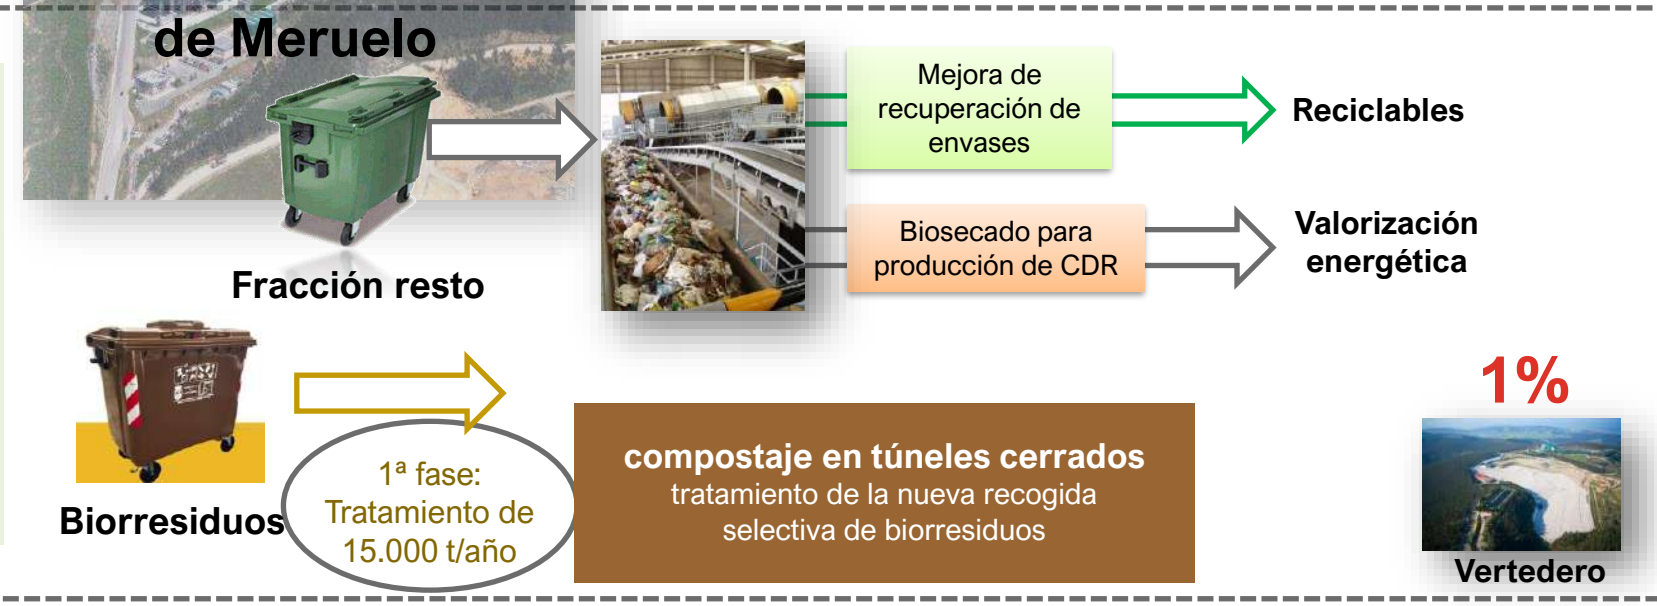 de Meruelo
Mejora de
recuperación de
envases
Reciclables
Fracción resto
Biosecado para
producción de CDR
Valorización
energética
Biorresiduos
1ª fase:
Tratamiento de
15.000 t/año
compostaje en túneles cerrados
tratamiento de la nueva recogida
selectiva de biorresiduos
1%
Vertedero